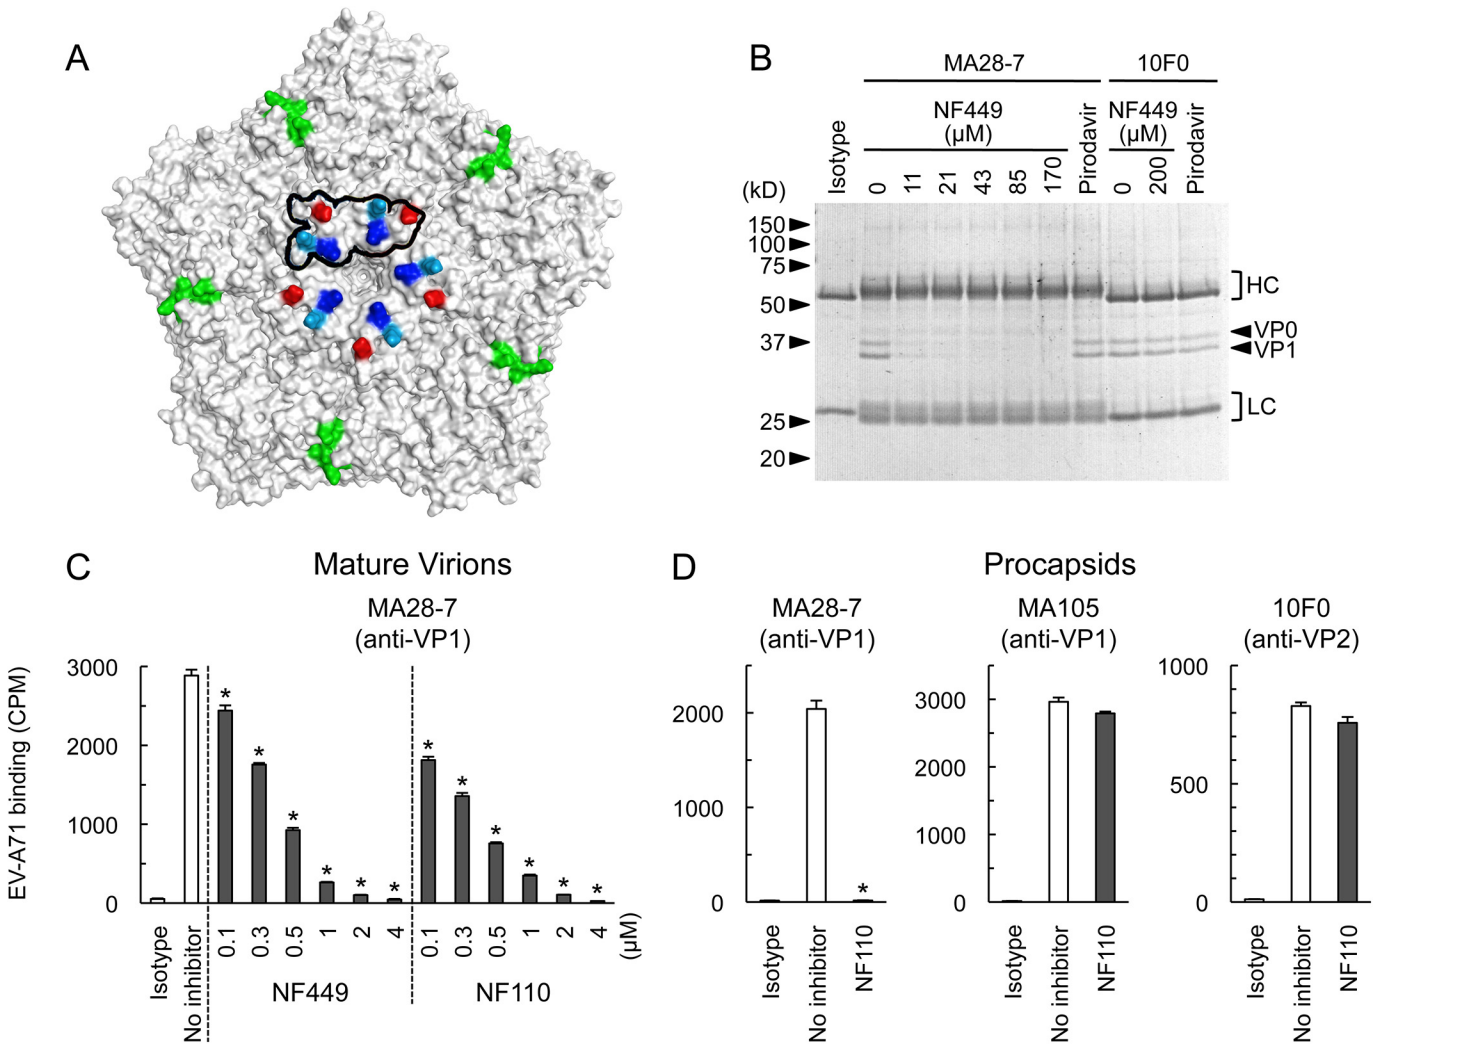 A
B
MA28-7
10F0
NF449
(µM)
NF449
(µM)
Isotype
0
11
21
43
85
170
Pirodavir
0
200
Pirodavir
(kD)
150
100
75
50
37
25
20
HC
VP0
VP1
LC
C
Mature Virions
MA28-7
(anti-VP1)
EV-A71 binding (CPM)
3000
2000
1000
0
* * * * * * * * * * * *
Isotype
No inhibitor
0.1
0.3
0.5
1
2
4
0.1
0.3
0.5
1
2
4
(µM)
NF449
NF110
D
Procapsids
MA28-7
(anti-VP1)
2000
1000
0
*
Isotype
No inhibitor
NF110
MA105
(anti-VP1)
3000
2000
1000
0
Isotype
No inhibitor
NF110
10F0
(anti-VP2)
1000
500
0
Isotype
No inhibitor
NF110